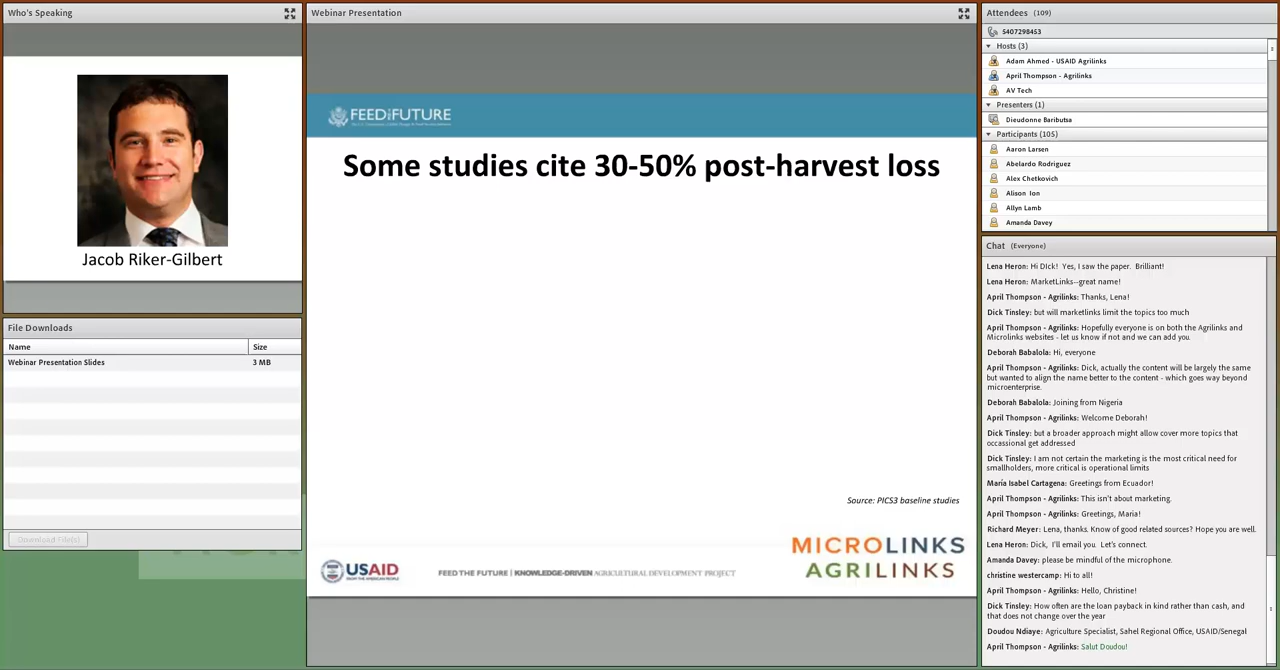 Who's Speaking
Jacob Riker-Gilbert
File Downloads
Name Size
Webinar Presentation Slides 3 MB
Download File(s)
Webinar Presentation
FEED THE FUTURE
Some studies cite 30-50% post-harvest loss
Source: PICS3 baseline studies
USAID
FROM THE AMERICAN PEOPLE
FEED THE FUTURE | KNOWLEDGE-DRIVEN AGRICULTURAL DEVELOPMENT PROJECT
MICROLINKS
AGRILINKS
Attendees (109)
5407298453
Hosts (3)
Adam Ahmed - USAID Agrilinks
April Thompson - Agrilinks
AV Tech
Presenters (1)
Dieudonne Baributsa
Participants (105)
Aaron Larsen
Abelardo Rodriguez
Alex Chetkovich
Alison Ion
Allyn Lamb
Amanda Davey
Chat (Everyone)
Lena Heron: Hi DIck! Yes, I saw the paper. Brilliant!
Lena Heron: MarketLinks--great name!
April Thompson - Agrilinks: Thanks, Lena!
Dick Tinsley: but will marketlinks limit the topics too much
April Thompson - Agrilinks: Hopefully everyone is on both the Agrilinks and
Microlinks websites - let us know if not and we can add you.
Deborah Babalola: Hi, everyone
April Thompson - Agrilinks: Dick, actually the content will be largely the same
but wanted to align the name better to the content - which goes way beyond
microenterprise.
Deborah Babalola: Joining from Nigeria
April Thompson - Agrilinks: Welcome Deborah!
Dick Tinsley: but a broader approach might allow cover more topics that
occassional get addressed
Dick Tinsley: I am not certain the marketing is the most critical need for
smallholders, more critical is operational limits
María Isabel Cartagena: Greetings from Ecuador!
April Thompson - Agrilinks: This isn't about marketing.
April Thompson - Agrilinks: Greetings, Maria!
Richard Meyer: Lena, thanks. Know of good related sources? Hope you are well.
Lena Heron: Dick, I'll email you. Let's connect.
Amanda Davey: please be mindful of the microphone.
christine westercamp: Hi to all!
April Thompson - Agrilinks: Hello, Christine!
Dick Tinsley: How often are the loan payback in kind rather than cash, and
that does not change over the year
Doudou Ndiaye: Agriculture Specialist, Sahel Regional Office, USAID/Senegal
April Thompson - Agrilinks: Salut Doudou!